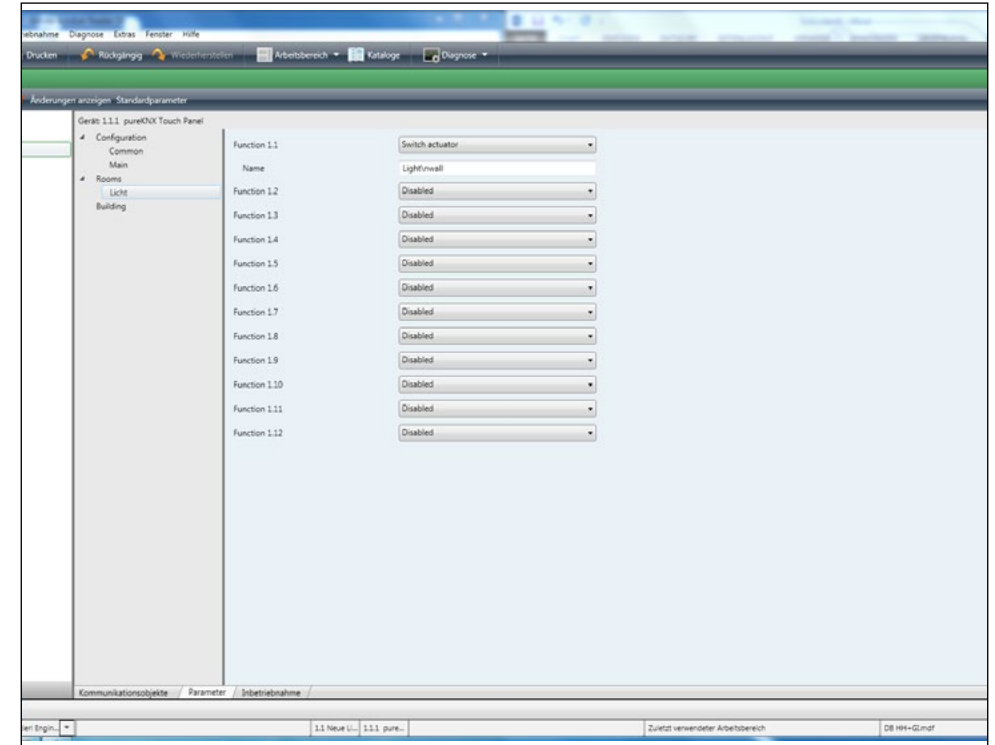 ebnahme Diagnose Extras Fenster Hilfe
Drucken Rückgängig Wiederherstellen Arbeitsbereich Kataloge Diagnose
Änderungen anzeigen Standardparameter
Gerät: 1.1.1 pureKNX Touch Panel
Configuration
Common
Main
Rooms
Licht
Building
Function 1.1 Switch actuator
Name Light\nwall
Function 1.2 Disabled
Function 1.3 Disabled
Function 1.4 Disabled
Function 1.5 Disabled
Function 1.6 Disabled
Function 1.7 Disabled
Function 1.8 Disabled
Function 1.9 Disabled
Function 1.10 Disabled
Function 1.11 Disabled
Function 1.12 Disabled
Kommunikationsobjekte Parameter Inbetriebnahme
Engin... 1.1 Neue Li... 1.1.1 pure... Zuletzt verwendeter Arbeitsbereich DB HH+GI.mdf